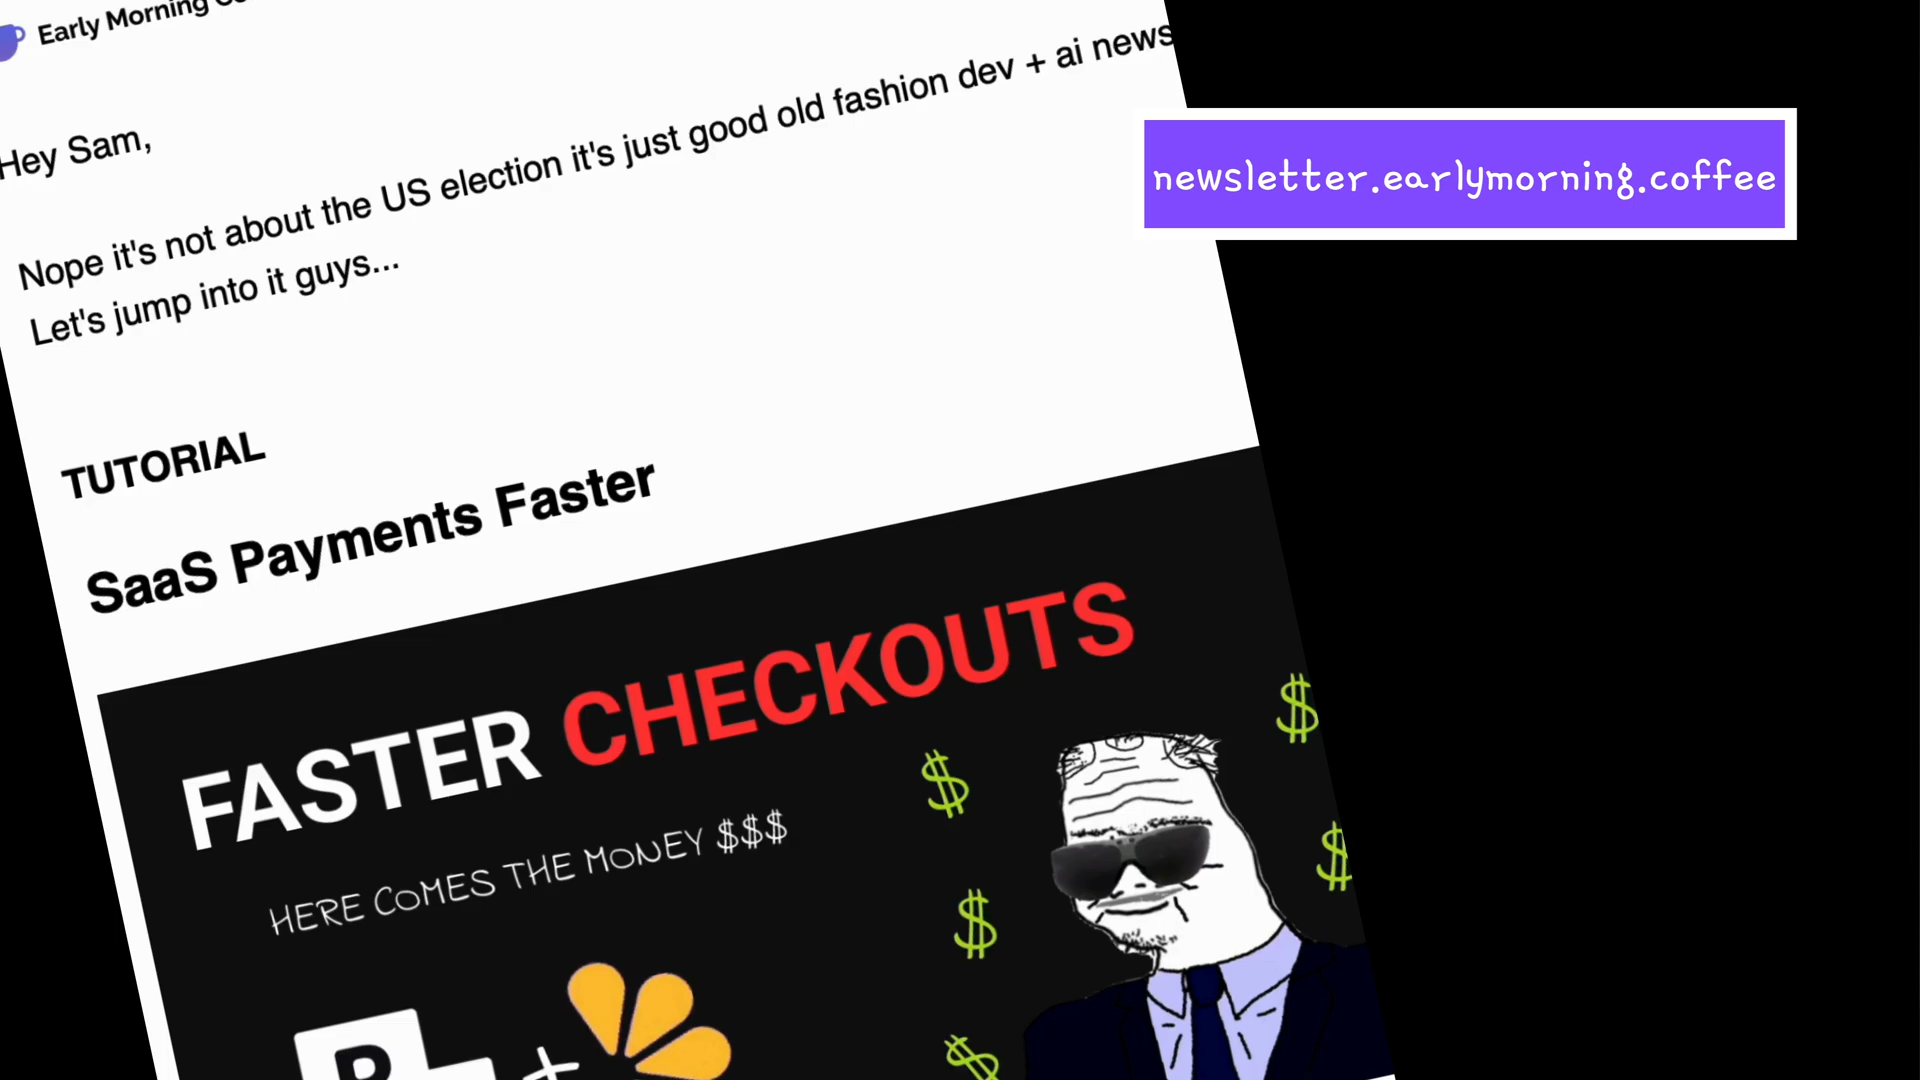 Early Morning
Hey Sam,
Nope it's not about the US election it's just good old fashion dev + ai news
Let's jump into it guys...
newsletter.earlymorning.coffee
TUTORIAL
SaaS Payments Faster
FASTER CHECKOUTS
HERE COMES THE MONEY $$$
$
$
$
$
$
+